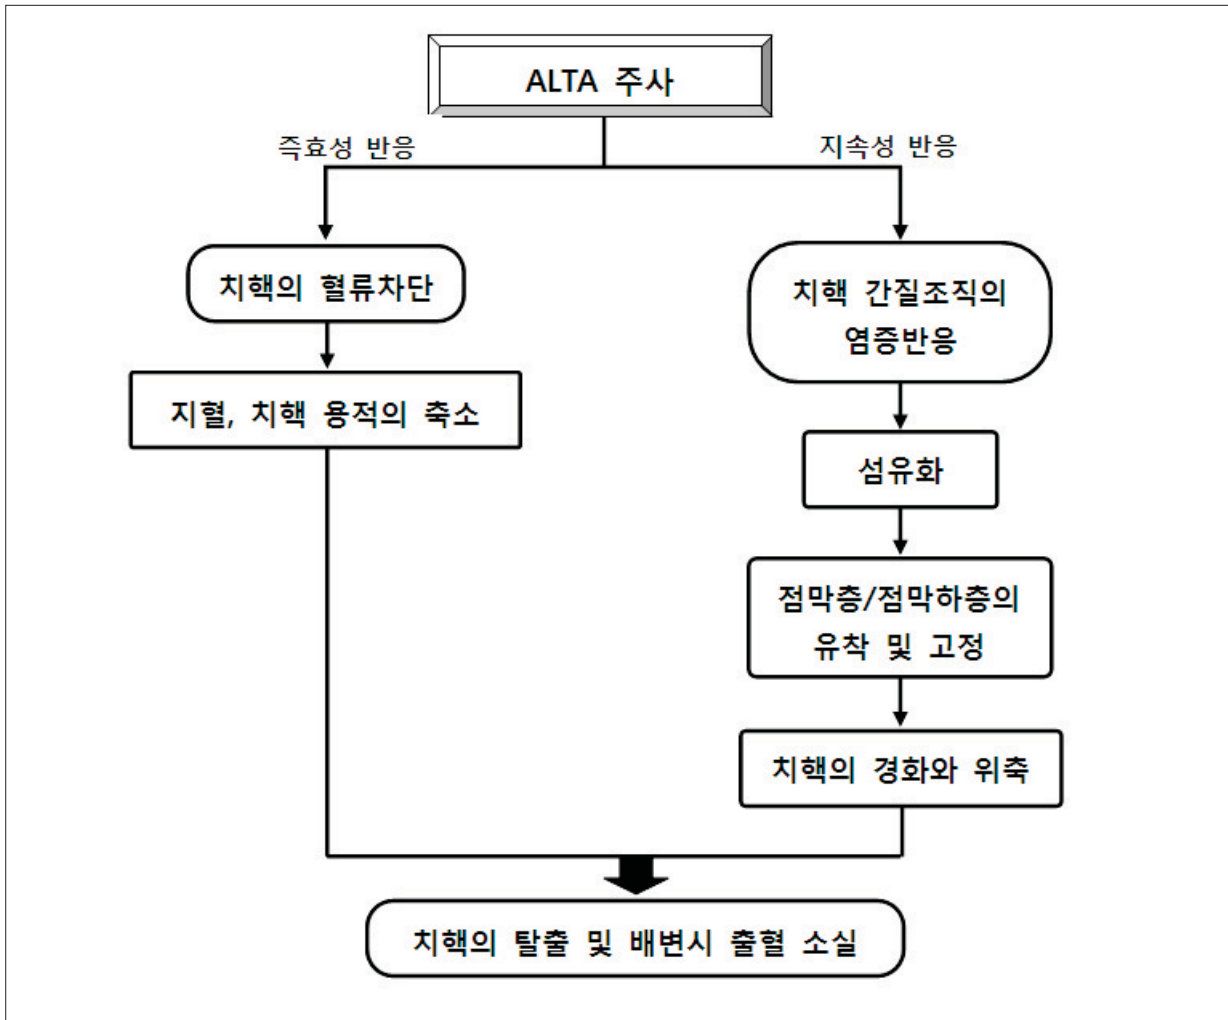 ALTA 주사
즉효성 반응
지속성 반응
치핵의 혈류차단
지혈, 치핵 용적의 축소
치핵 간질조직의
염증반응
섬유화
점막층/점막하층의
유착 및 고정
치핵의 경화와 위축
치핵의 탈출 및 배변시 출혈 소실